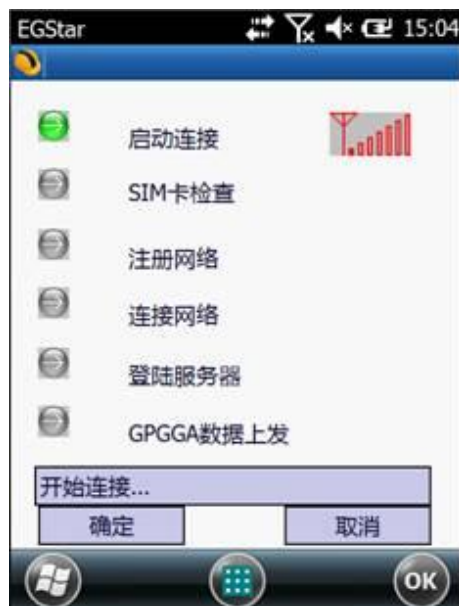 EGStar 15:04
启动连接
SIM卡检查
注册网络
连接网络
登陆服务器
GPGGA数据上发
开始连接...
确定 取消
OK